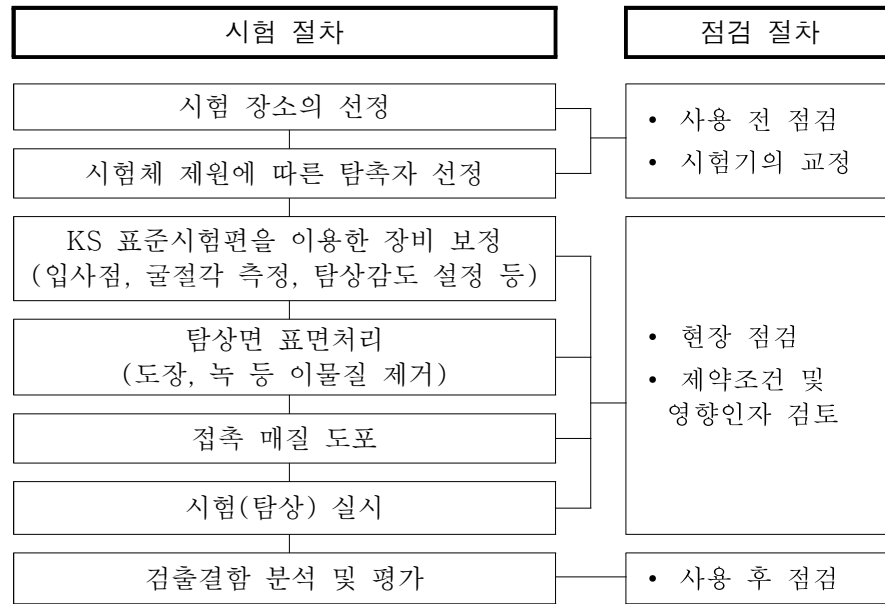 시험 절차
점검 절차
시험 장소의 선정
시험체 제원에 따른 탐촉자 선정
• 사용 전 점검
• 시험기의 교정
KS 표준시험편을 이용한 장비 보정
(입사점, 굴절각 측정, 탐상감도 설정 등)
탐상면 표면처리
(도장, 녹 등 이물질 제거)
접촉 매질 도포
시험(탐상) 실시
• 현장 점검
• 제약조건 및
영향인자 검토
검출결함 분석 및 평가
• 사용 후 점검